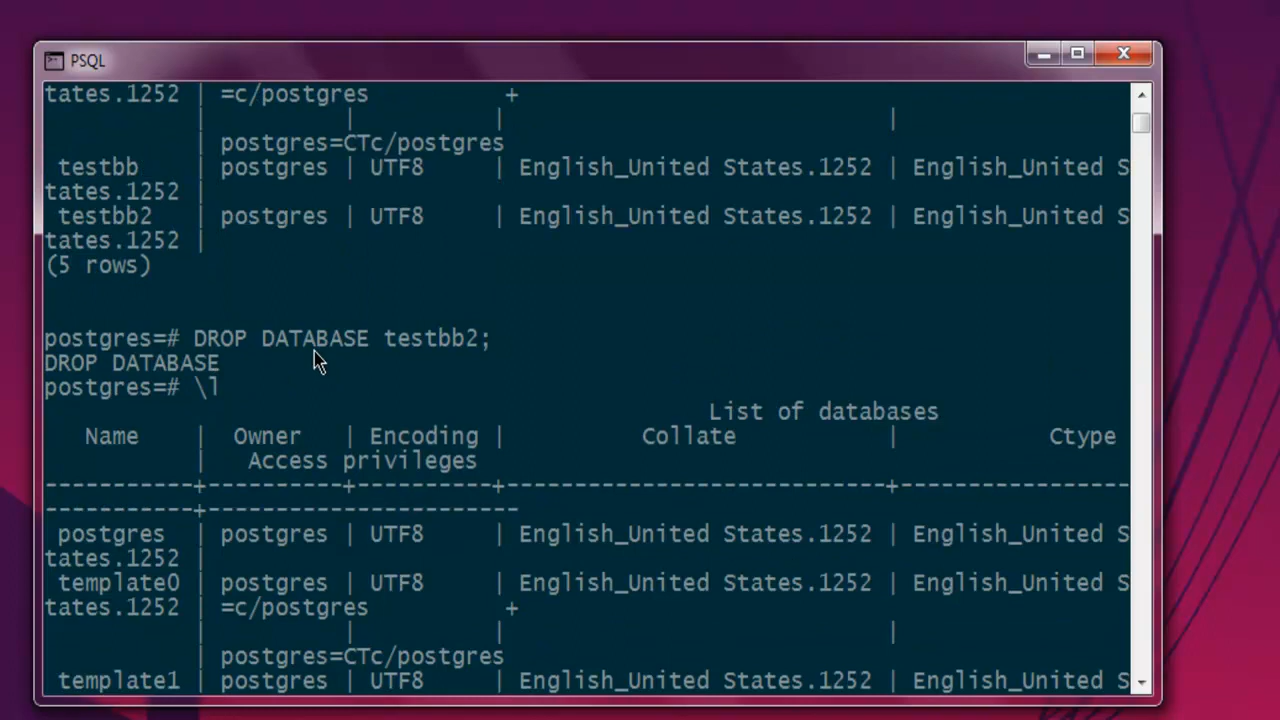 PSQL
tates.1252 | =c/postgres +
| | | |
| postgres=CTc/postgres
testbb | postgres | UTF8 | English_United States.1252 | English_United S
tates.1252 |
testbb2 | postgres | UTF8 | English_United States.1252 | English_United S
tates.1252 |
(5 rows)
postgres=# DROP DATABASE testbb2;
DROP DATABASE
postgres=# \l
List of databases
Name | Owner | Encoding | Collate | Ctype
| Access privileges
-----------+----------+----------+----------------------------+-----------------
-----------+-----------------------
postgres | postgres | UTF8 | English_United States.1252 | English_United S
tates.1252 |
template0 | postgres | UTF8 | English_United States.1252 | English_United S
tates.1252 | =c/postgres +
| | | |
| postgres=CTc/postgres
template1 | postgres | UTF8 | English_United States.1252 | English_United S